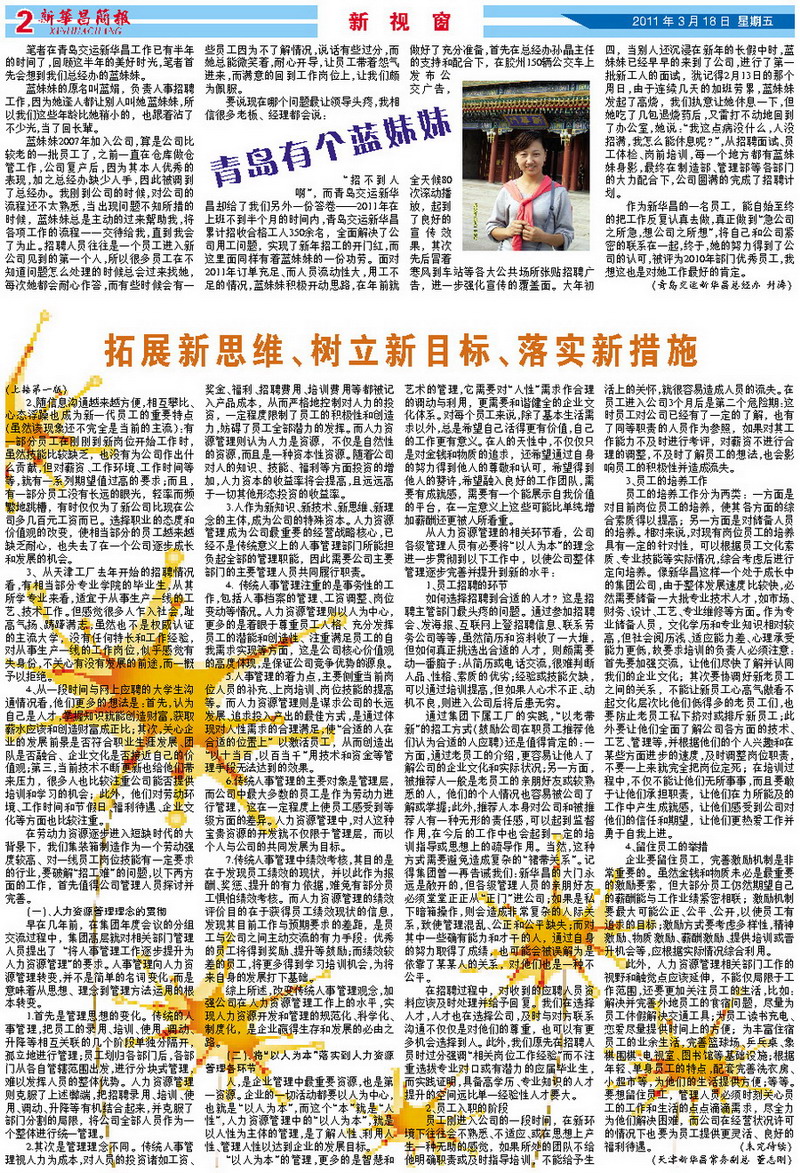 2 新華昌簡報
XINHUACHANG
新 视 窗
2011年3月18日 星期五
青岛有个蓝妹妹
笔者在青岛交运新华昌工作已有半年
的时间了,回顾这半年的美好时光,笔者首
先会想到我们总经办的蓝妹妹。
蓝妹妹的原名叫蓝娟,负责人事招聘
工作,因为她逢人都让别人叫她蓝妹妹,所
以我们这些年龄比她稍小的,也跟着沾了
不少光,当了回长辈。
蓝妹妹2007年加入公司,算是公司比
较老的一批员工了,之前一直在仓库做仓
管工作,公司复产后,因为其本人优秀的
表现,加之总经办缺少人手,因此被调到
了总经办。我刚到公司的时候,对公司的
流程还不太熟悉,当出现问题不知所措的
时候,蓝妹妹总是主动的过来帮助我,将
各项工作的流程一一交待给我,直到我会
了为止。招聘人员往往是一个员工进入新
公司见到的第一个人,所以很多员工在不
知道问题怎么处理的时候总会过来找她,
每次她都会耐心作答,而有些时候会有一
些员工因为不了解情况,说话有些过分,而
她总能微笑着,耐心开导,让员工带着怨气
进来,而满意的回到工作岗位上,让我们颇
为佩服。
要说现在哪个问题最让领导头疼,我相
信很多老板、经理都会说:
“招不到人
啊”,而青岛交运新华
昌却给了我们另外一份答卷——2011年在
上班不到半个月的时间内,青岛交运新华昌
累计招收合格工人350余名,全面解决了公
司用工问题,实现了新年招工的开门红,而
这里面同样有着蓝妹妹的一份功劳。面对
2011年订单充足、而人员流动性大,用工不
足的情况,蓝妹妹积极开动思路,在年前就
做好了充分准备,首先在总经办孙晶主任
的支持和配合下,在胶州150辆公交车上
发布公
交广告,
全天候80
次滚动播
放,起到
了良好的
宣传效
果,其次
先后冒着
寒风到车站等各大公共场所张贴招聘广
告,进一步强化宣传的覆盖面。大年初
四,当别人还沉浸在新年的长假中时,蓝
妹妹已经早早的来到了公司,进行了第一
批新工人的面试。犹记得2月13日的那个
周日,由于连续几天的加班劳累,蓝妹妹
发起了高烧,我们执意让她休息一下,但
她吃了几包退烧药后,又雷打不动地回到
了办公室,她说:“我这点病没什么,人没
招满,我怎么能休息呢?”,从招聘面试、员
工体检、岗前培训,每一个地方都有蓝妹
妹身影,最终在制造部、管理部等各部门
的大力配合下,公司圆满的完成了招聘计
划。
作为新华昌的一名员工,能自始至终
的把工作反复认真去做,真正做到“急公司
之所急,想公司之所想”,将自己和公司紧
密的联系在一起,终于,她的努力得到了公
司的认可,被评为2010年部门优秀员工,我
想这也是对她工作最好的肯定。
(青岛交运新华昌总经办 封涛)
拓展新思维、树立新目标、落实新措施
(上接第一版)
2.随信息沟通越来越方便,相互攀比、
心态浮躁也成为新一代员工的重要特点
(虽然该现象还不完全是当前的主流);有
一部分员工在刚刚到新岗位开始工作时,
虽然技能比较缺乏,也没有为公司作出什
么贡献,但对薪资、工作环境、工作时间等
等,就有一系列期望值过高的要求;而且,
有一部分员工没有长远的眼光,轻率而频
繁地跳槽,有时仅仅为了新公司比现在公
司多几百元工资而已。选择职业的态度和
价值观的改变,使相当部分的员工越来越
缺乏耐心,也失去了在一个公司逐步成长
和发展的机会。
3.从天津工厂去年开始的招聘情况
看,有相当部分专业学院的毕业生,从其
所学专业来看,适宜于从事生产一线的工
艺、技术工作。但感觉很多人乍入社会,趾
高气扬、踌躇满志。虽然也不是权威认证
的主流大学、没有任何特长和工作经验,
对从事生产一线的工作岗位,似乎感觉有
失身份,不关心有没有发展的前途,而一概
予以拒绝。
4.从一段时间与网上应聘的大学生沟
通情况看,他们更多的想法是:首先,认为
自己是人才,掌握知识就能创造财富,获取
薪水应该和创造财富成正比;其次,关心企
业的发展前景是否符合职业生涯发展、团
队是否融合、企业文化是否接近自己的价
值观;第三,当前技术不断更新也给他们带
来压力,很多人也比较注重公司能否提供
培训和学习的机会;此外,他们对劳动环
境、工作时间和节假日、福利待遇、企业文
化等方面也比较注重。
在劳动力资源逐步进入短缺时代的大
背景下,我们集装箱制造作为一个劳动强
度较高、对一线员工岗位技能有一定要求
的行业,要破解“招工难”的问题,以下两方
面的工作,首先值得公司管理人员探讨并
完善。
(一)、人力资源管理理念的贯彻
早在几年前,在集团年度会议的分组
交流过程中,集团高层就对相关部门管理
人员提出了“将人事管理工作逐步提升为
人力资源管理”的要求。人事管理向人力
资源管理转变,并不是简单的名词变化,而是
意味着从思想、理念到管理方法运用的根
本转变。
1.首先是管理思想的变化。传统的人
事管理,把员工的录用、培训、使用、调动、
升降等相互关联的几个阶段单独分隔开,
孤立地进行管理;员工划归各部门后,各部
门从各自管辖范围出发,进行分块式管理,
难以发挥人员的整体优势。人力资源管理
则克服了上述弊端,把招聘录用、培训、使
用、调动、升降等有机结合起来,并克服了
部门分割的局限,将公司全部人员作为一
个整体进行统一管理。
2.其次是管理理念不同。传统人事管
理视人力为成本,对人员的投资诸如工资、
奖金、福利、招聘费用、培训费用等都被记
入产品成本。从而严格地控制对人力的投
资,一定程度限制了员工的积极性和创造
力,妨碍了员工全部潜力的发挥。而人力资
源管理则认为人力是资源,不仅是自然性
的资源,而且是一种资本性资源。随着公司
对人的知识、技能、福利等方面投资的增
加,人力资本的收益率将会提高,且远远高
于一切其他形态投资的收益率。
3.人作为新知识、新技术、新思维、新理
念的主体,成为公司的特殊资本。人力资源
管理成为公司最重要的经营战略核心,已
经不是传统意义上的人事管理部门所能担
负起全部的管理职能,因此需要公司主要
部门的主要管理人员共同履行职责。
4.传统人事管理注重的是事务性的工
作,包括人事档案的管理、工资调整、岗位
变动等情况。人力资源管理则以人为中心,
更多的是着眼于尊重员工人格、充分发挥
员工的潜能和创造性、注重满足员工的自
我需求实现等方面,这是公司核心价值观
的高度体现,是保证公司竞争优势的源泉。
5.人事管理的着力点,主要侧重当前岗
位人员的补充、上岗培训、岗位技能的提高
等。而人力资源管理则是谋求公司的长远
发展、追求投入产出的最佳方式,是通过体
现对人性需求的合理满足,使“合适的人在
合适的位置上”以激活员工,从而创造出
“以十当百,以百当千”用技术和资金等管
理手段无法达到的效果。
6.传统人事管理的主要对象是管理层,
而公司中最大多数的员工是作为劳动力进
行管理,这在一定程度上使员工感受到等
级方面的差异。人力资源管理中,对人这种
宝贵资源的开发就不仅限于管理层,而以
个人与公司的共同发展为目标。
7.传统人事管理中绩效考核,其目的是
在于发现员工绩效的现状,并以此作为报
酬、奖惩、提升的有力依据,难免有部分员
工惧怕绩效考核。而人力资源管理的绩效
评价目的在于获得员工绩效现状的信息,
发现其目前工作与预期要求的差距,是员
工与公司之间主动交流的有力手段;优秀
的员工将得到奖励、提升等鼓励;而绩效较
差的员工,将更多得到学习培训机会,为将
来自身的发展打下基础。
综上所述,改变传统人事管理观念,加
强公司在人力资源管理工作上的水平,实
现人力资源开发和管理的规范化、科学化、
制度化,是企业赢得生存和发展的必由之
路。
(二)、将“以人为本”落实到人力资源
管理各环节
人,是企业管理中最重要资源,也是第
一资源。企业的一切活动都要以人为中心,
也就是“以人为本”,而这个“本”就是“人
性”,人力资源管理中的“以人为本”,就是
以人性为主体的管理,是了解人性、利用人
性、管理人性以达到企业的发展目标。
“以人为本”的管理,更多的是智慧和
艺术的管理,它需要对“人性”需求作合理
的调动与利用,更需要和谐健全的企业文
化体系。对每个员工来说,除了基本生活需
求以外,总是希望自己活得更有价值,自己
的工作更有意义。在人的天性中,不仅仅只
是对金钱和物质的追求,还希望通过自身
的努力得到他人的尊敬和认可,希望得到
他人的赞许,希望融入良好的工作团队,需
要有成就感,需要有一个能展示自我价值
的平台,在一定意义上这些可能比单纯增
加薪酬还更被人所看重。
从人力资源管理的相关环节看,公司
各级管理人员有必要将“以人为本”的理念
进一步贯彻到以下工作中,以使公司整体
管理逐步完善并提升到新的水平:
1.员工招聘的环节
如何选择招聘到合适的人才?这是招
聘主管部门最头疼的问题。通过参加招聘
会、发海报、互联网上登招聘信息、联系劳
务公司等等,虽然简历和资料收了一大堆,
但如何真正挑选出合适的人才,则颇需要
动一番脑子:从简历或电话交流,很难判断
人品、性格、素质的优劣;经验或技能欠缺,
可以通过培训提高,但如果人心术不正、动
机不良,则进入公司后将后患无穷。
通过集团下属工厂的实践,“以老带
新”的招工方式(鼓励公司在职员工推荐他
们认为合适的人应聘)还是值得肯定的:一
方面,通过老员工的介绍,更容易让他人了
解公司的企业文化和实际状况;另一方面,
被推荐人一般是老员工的亲朋好友或较熟
悉的人,他们的个人情况也容易被公司了
解或掌握;此外,推荐人本身对公司和被推
荐人有一种无形的责任感,可以起到监督
作用,在今后的工作中也会起到一定的培
训指导或思想上的疏导作用。当然,这种
方式需要避免造成复杂的“裙带关系”。记
得集团曾一再告诫我们:新华昌的大门永
远是敞开的,但各级管理人员的亲朋好友
必须堂堂正正从“正门”进公司;如果是私
下暗箱操作,则会造成非常复杂的人际关
系,致使管理混乱、公正和公平缺失;而对
其中一些确有能力和才干的人,通过自身
的努力取得了成绩,也可能会被误解为是
依靠了某某人的关系,对他们也是一种不
公平。
在招聘过程中,对收到的应聘人员资
料应该及时处理并给予回复。我们在选择
人才,人才也在选择公司,及时与对方联系
沟通不仅仅是对他们的尊重,也可以有更
多机会选择到人。此外,我们原先在招聘人
员时过分强调“相关岗位工作经验”而不注
重选拔专业对口或有潜力的应届毕业生,
而实践证明,具备高学历、专业知识的人才
提升的空间远比单一经验性人才要大。
2.员工入职的阶段
员工刚进入公司的一段时间,在新环
境下往往会不熟悉、不适应,或在思想上产
生一种无助的感觉,如果所处的团队不给
他明确职责或及时指导培训,不能给予生
活上的关怀,就很容易造成人员的流失。在
员工进入公司3个月后是第二个危险期:这
时员工对公司已经有了一定的了解,也有
了同等职责的人员作为参照,如果对其工
作能力不及时进行考评,对薪资不进行合
理的调整,不及时了解员工的想法,也会影
响员工的积极性并造成流失。
3.员工的培养工作
员工的培养工作分为两类:一方面是
对目前岗位员工的培养,使其各方面的综
合素质得以提高;另一方面是对储备人员
的培养。相对来说,对现有岗位员工的培养
具有一定的针对性,可以根据员工文化素
质、专业技能等实际情况,综合考虑后进行
定向培养。像新华昌这样一个处于成长中
的集团公司,由于整体发展速度比较快,仍
然需要储备一大批专业技术人才,如市场、
财务、设计、工艺、专业维修等方面。作为专
业储备人员,文化学历和专业知识相对较
高,但社会阅历浅、适应能力差、心理承受
能力更低,故要求培训的负责人必须注意:
首先要加强交流,让他们尽快了解并认同
我们的企业文化;其次要协调好新老员工
之间的关系,不能让新员工心高气傲看不
起文化层次比他们低得多的老员工们,也
要防止老员工私下挤对或排斥新员工;此
外要让他们全面了解公司各方面的技术、
工艺、管理等,并根据他们的个人兴趣和在
某些方面进步的速度,及时调整岗位职责,
不要一上来就完全把岗位定死;在培训过
程中,不仅不能让他们无所事事,而且要敢
于让他们承担职责,让他们在力所能及的
工作中产生成就感,让他们感受到公司对
他们的信任和期望,让他们更热爱工作并
勇于自我上进。
4.留住员工的举措
企业要留住员工,完善激励机制是非
常重要的。虽然金钱和物质未必是最重要
的激励要素,但大部分员工仍然期望自己
的薪酬能与工作业绩紧密相联;激励机制
要最大可能公正、公平、公开,以使员工有
追求的目标;激励方式要考虑多样性,精神
激励、物质激励、薪酬激励、提供培训或晋
升机会等,应根据实际情况综合利用。
此外,人力资源管理相关部门工作的
视野和触觉点应该延伸,不能仅局限于工
作范围,还要更加关注员工的生活,比如:
解决并完善外地员工的食宿问题,尽量为
员工作假解决交通工具;为员工读书充电、
恋爱尽量提供时间上的方便;为丰富住宿
员工的业余生活,完善篮球场、乒乓桌、象
棋围棋、电视室、图书馆等基础设施;根据
年轻、单身员工的特点,配套完善洗衣房、
小超市等,为他们的生活提供方便,等等。
要想留住员工,管理人员必须时刻关心员
工的工作和生活的点点滴滴需求,尽全力
为他们解决困难,而公司在经营状况许可
的情况下也要为员工提供更灵活、良好的
福利待遇。 (未完待续)
(天津新华昌常务副总 黄志刚)